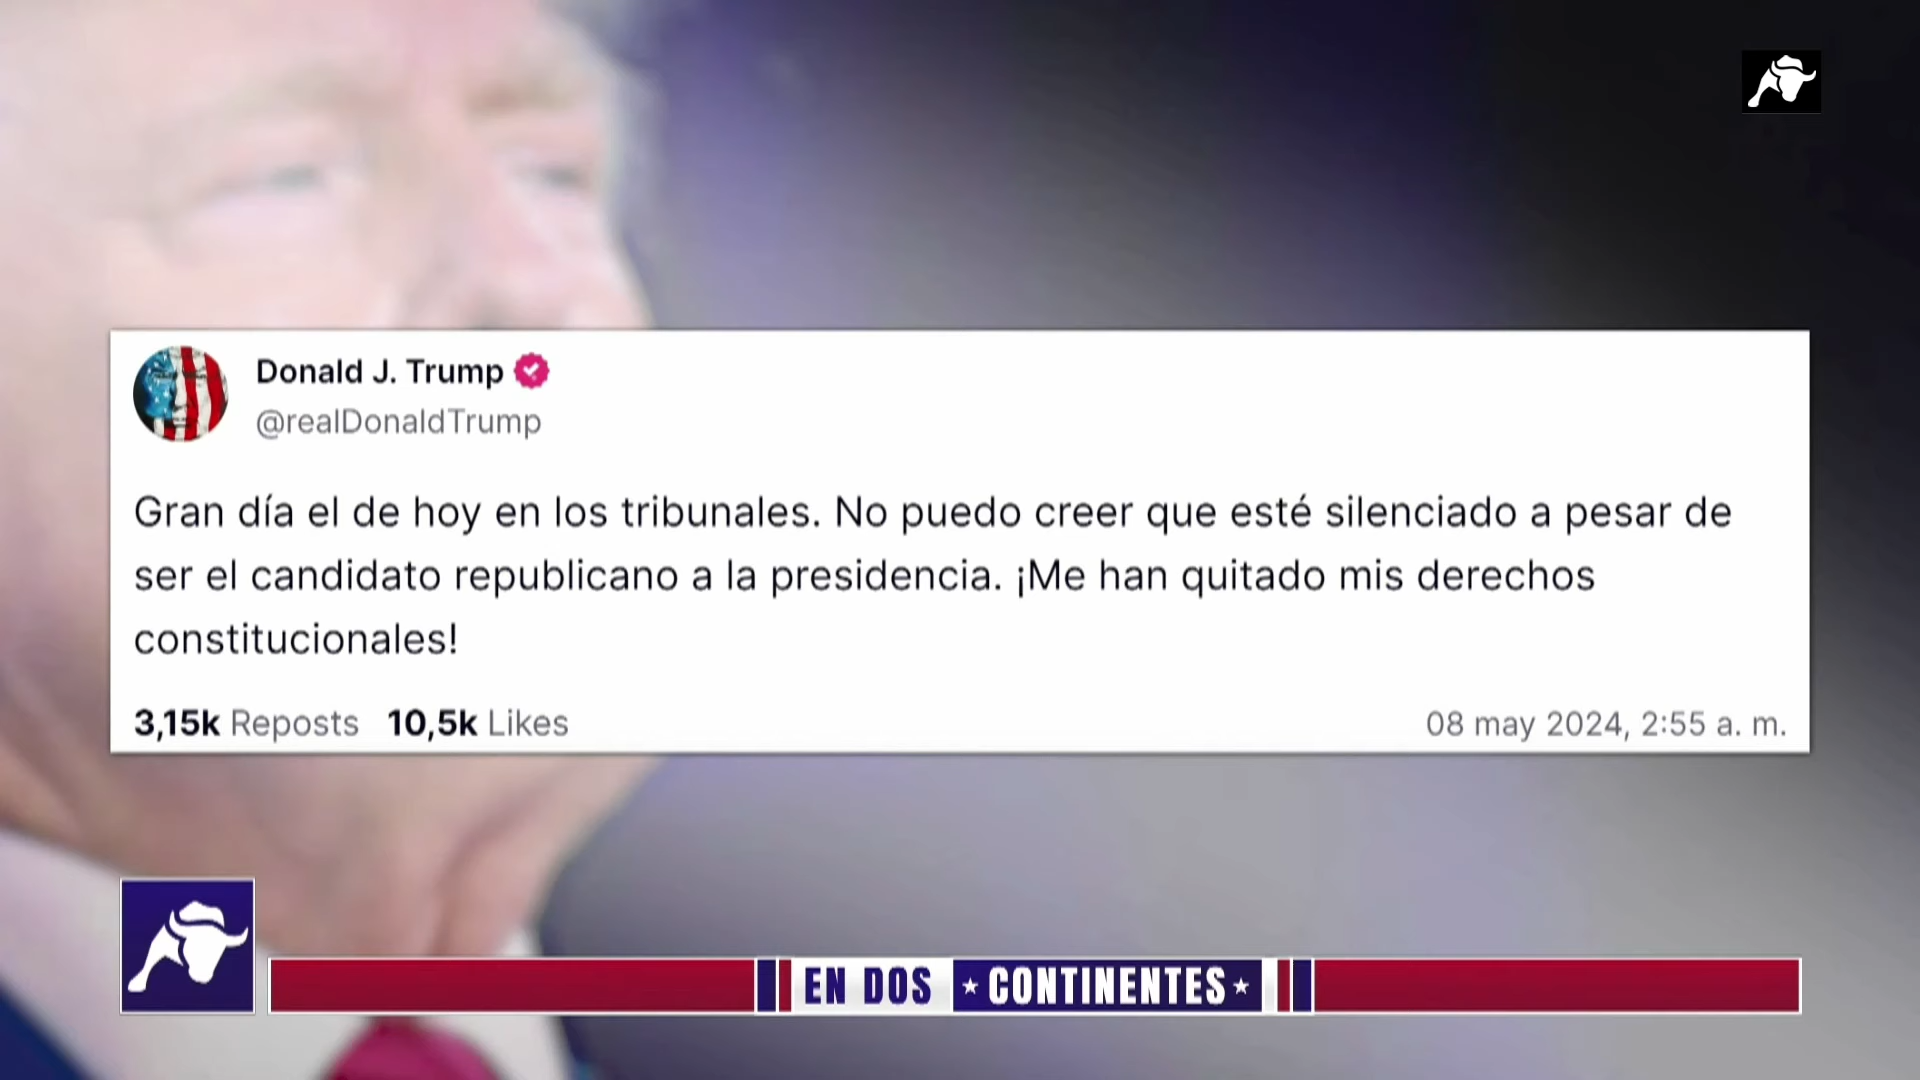 Donald J. Trump
@realDonaldTrump
Gran día el de hoy en los tribunales. No puedo creer que esté silenciado a pesar de
ser el candidato republicano a la presidencia. ¡Me han quitado mis derechos
constitucionales!
3,15k Reposts 10,5k Likes
08 may 2024, 2:55 a. m.
EN DOS CONTINENTES